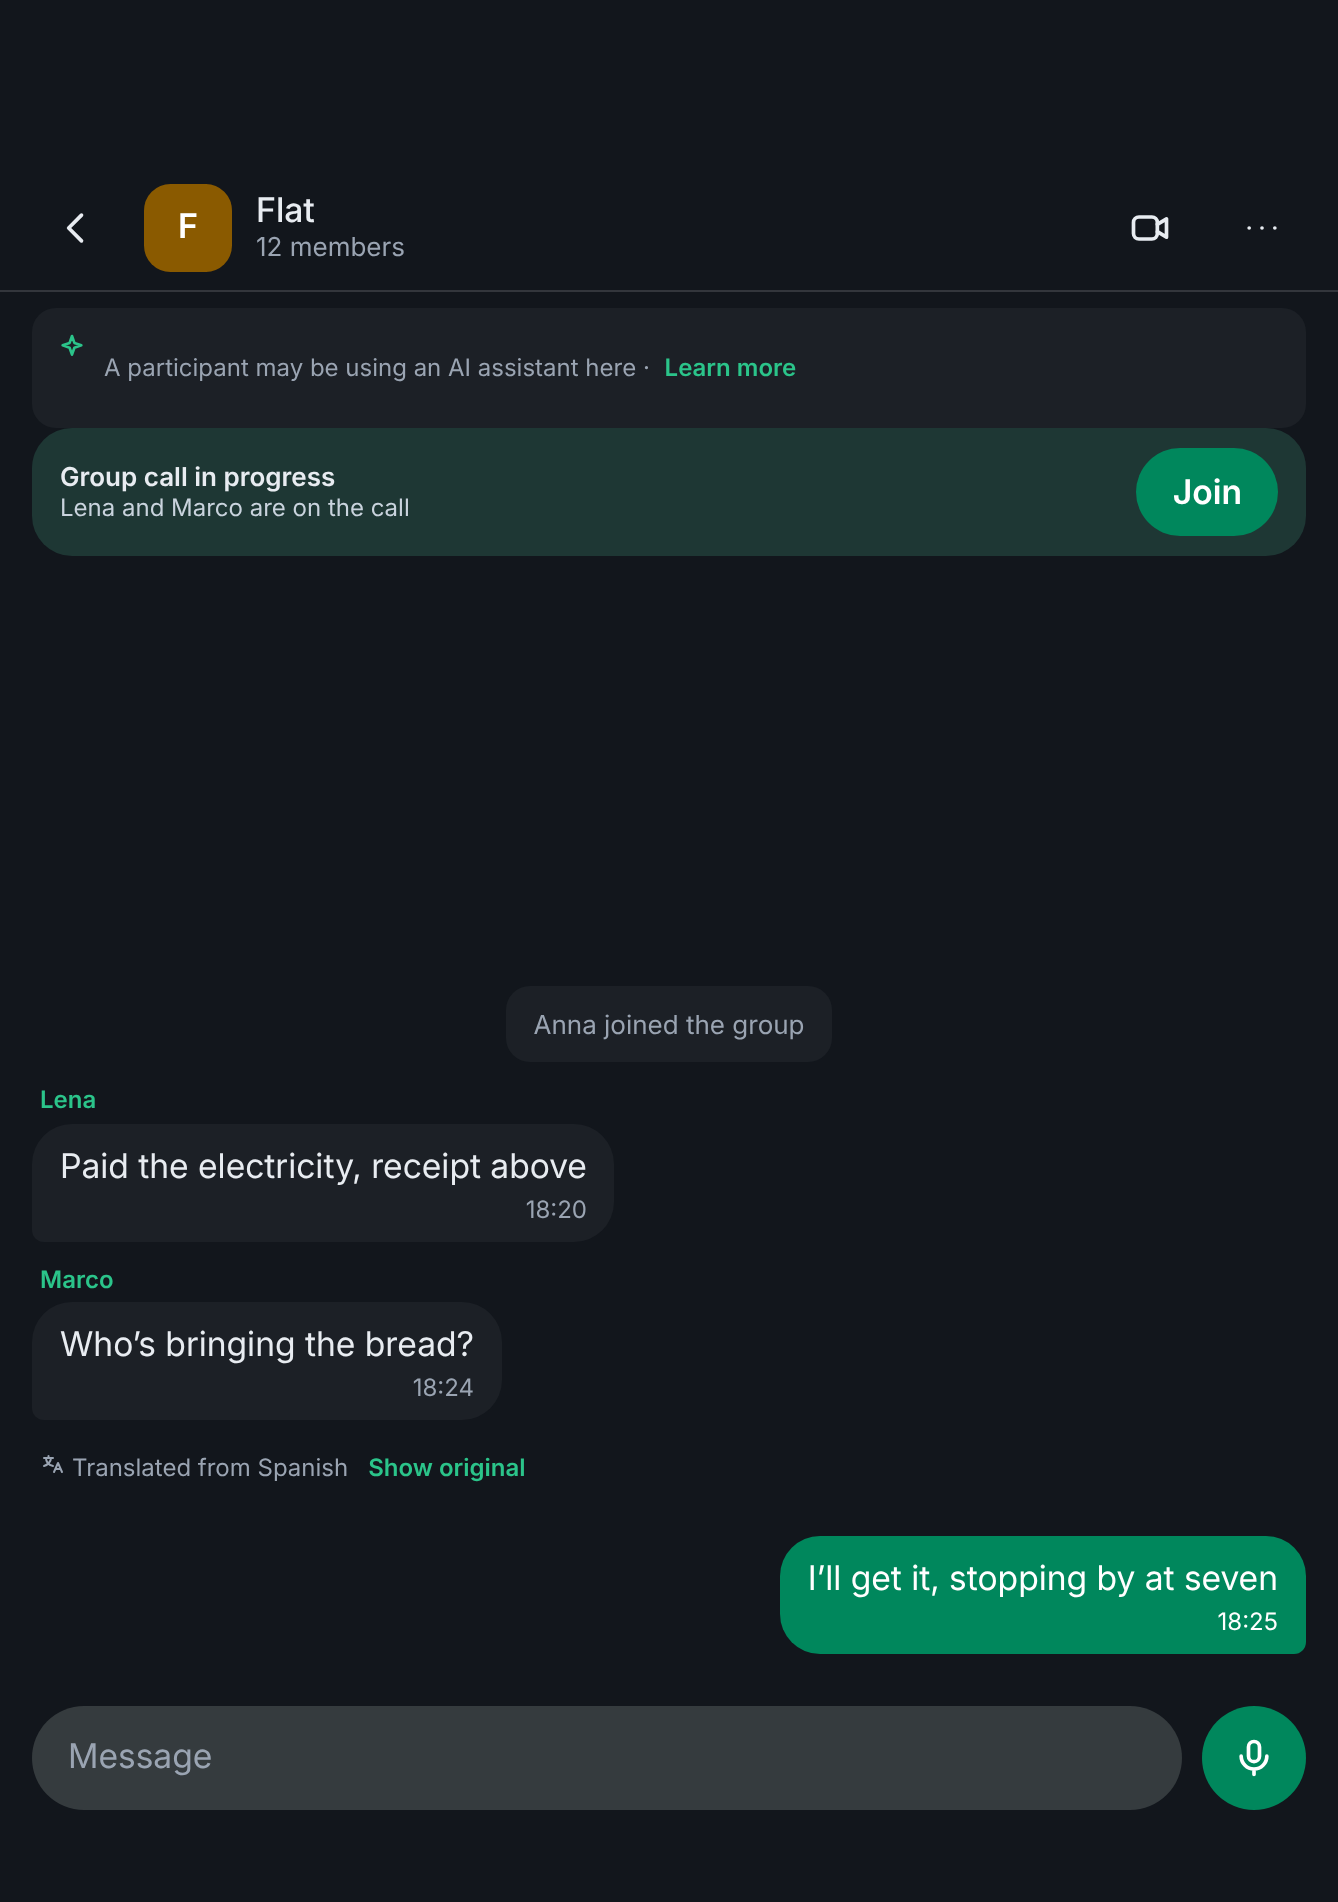 F
Flat
12 members
A participant may be using an AI assistant here · Learn more
Group call in progress
Lena and Marco are on the call
Join
Anna joined the group
Lena
Paid the electricity, receipt above
18:20
Marco
Who’s bringing the bread?
18:24
Translated from Spanish Show original
I’ll get it, stopping by at seven
18:25
Message